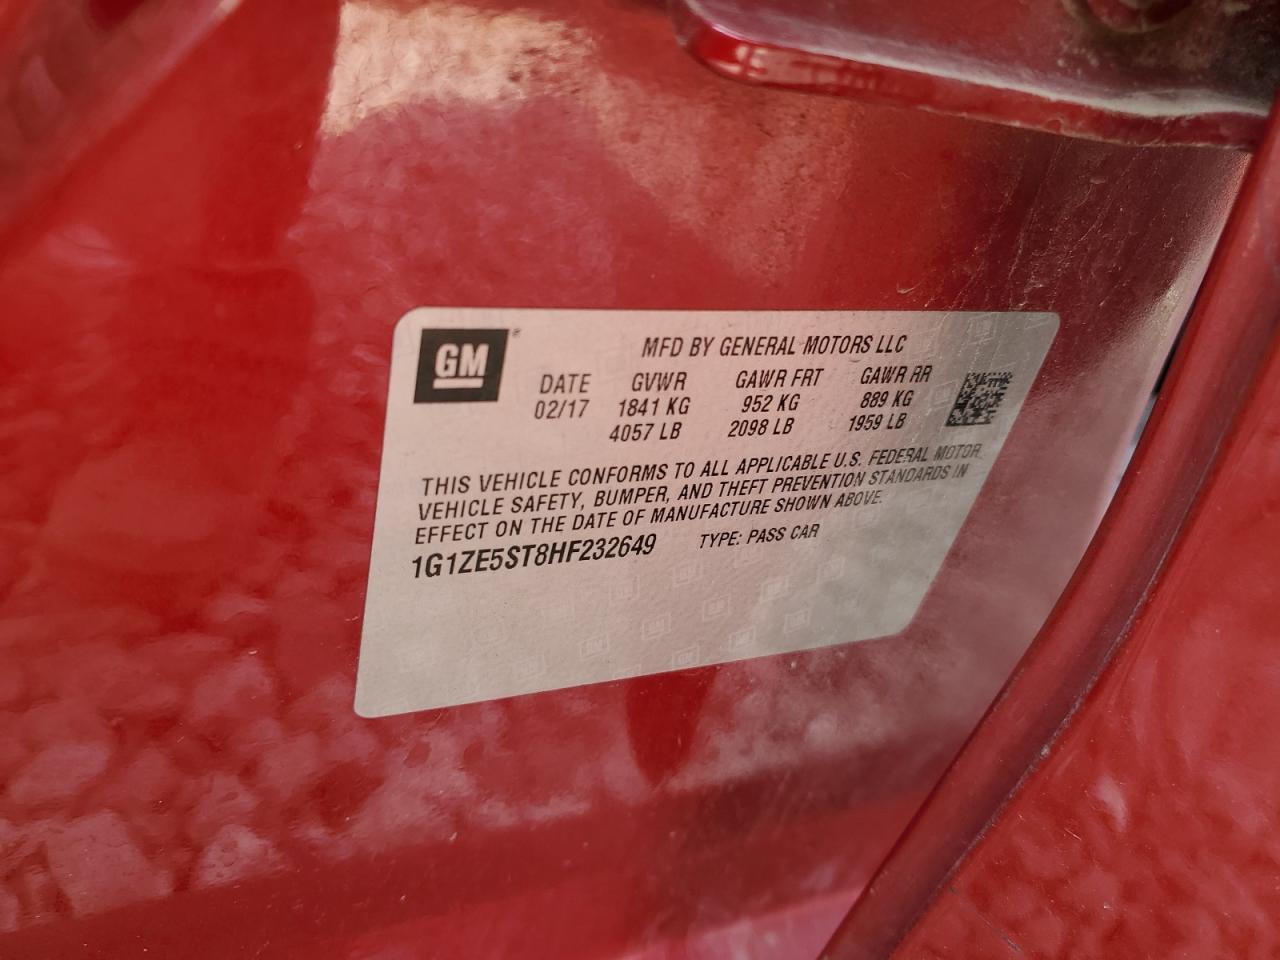 GM
MFD BY GENERAL MOTORS LLC
DATE GVWR GAWR FRT GAWR RR
02/17 1841 KG 952 KG 889 KG
4057 LB 2098 LB 1959 LB
THIS VEHICLE CONFORMS TO ALL APPLICABLE U.S. FEDERAL MOTOR
VEHICLE SAFETY, BUMPER, AND THEFT PREVENTION STANDARDS IN
EFFECT ON THE DATE OF MANUFACTURE SHOWN ABOVE.
1G1ZE5ST8HF232649 TYPE: PASS CAR